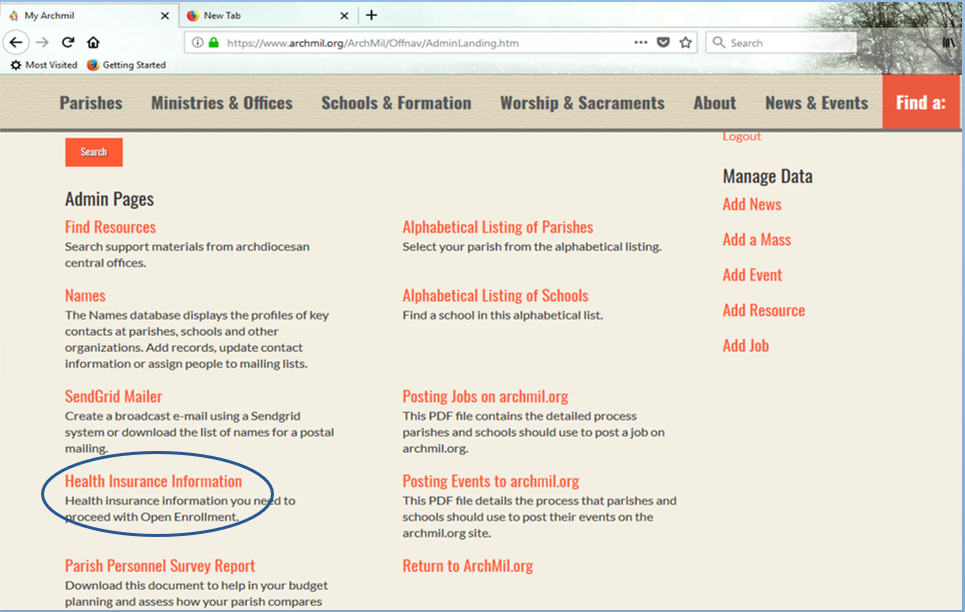 My Archmil
New Tab
https://www.archmil.org/ArchMil/Offnav/AdminLanding.htm
Search
Most Visited
Getting Started
Parishes
Ministries & Offices
Schools & Formation
Worship & Sacraments
About
News & Events
Find a:
Logout
Search
Admin Pages
Find Resources
Search support materials from archdiocesan
central offices.
Names
The Names database displays the profiles of key
contacts at parishes, schools and other
organizations. Add records, update contact
information or assign people to mailing lists.
SendGrid Mailer
Create a broadcast e-mail using a Sendgrid
system or download the list of names for a postal
mailing.
Health Insurance Information
Health insurance information you need to
proceed with Open Enrollment.
Parish Personnel Survey Report
Download this document to help in your budget
planning and assess how your parish compares
Alphabetical Listing of Parishes
Select your parish from the alphabetical listing.
Alphabetical Listing of Schools
Find a school in this alphabetical list.
Posting Jobs on archmil.org
This PDF file contains the detailed process
parishes and schools should use to post a job on
archmil.org.
Posting Events to archmil.org
This PDF file details the process that parishes and
schools should use to post their events on the
archmil.org site.
Return to ArchMil.org
Manage Data
Add News
Add a Mass
Add Event
Add Resource
Add Job